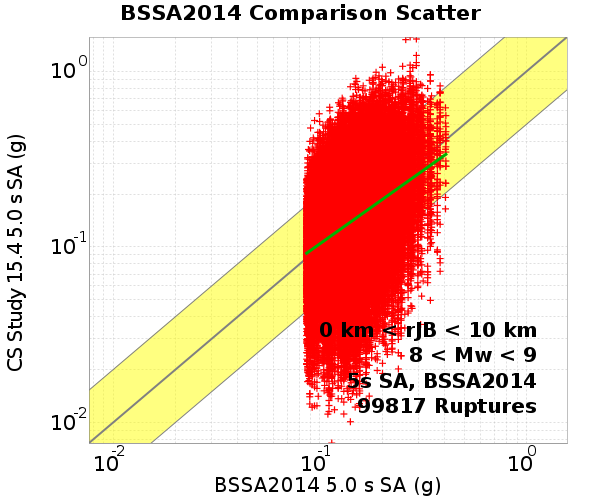 BSSA2014 Comparison Scatter
CS Study 15.4 5.0 s SA (g)
10^0
10^-1
10^-2
0 km < rJB < 10 km
8 < Mw < 9
5s SA, BSSA2014
99817 Ruptures
10^-2 10^-1 10^0
BSSA2014 5.0 s SA (g)